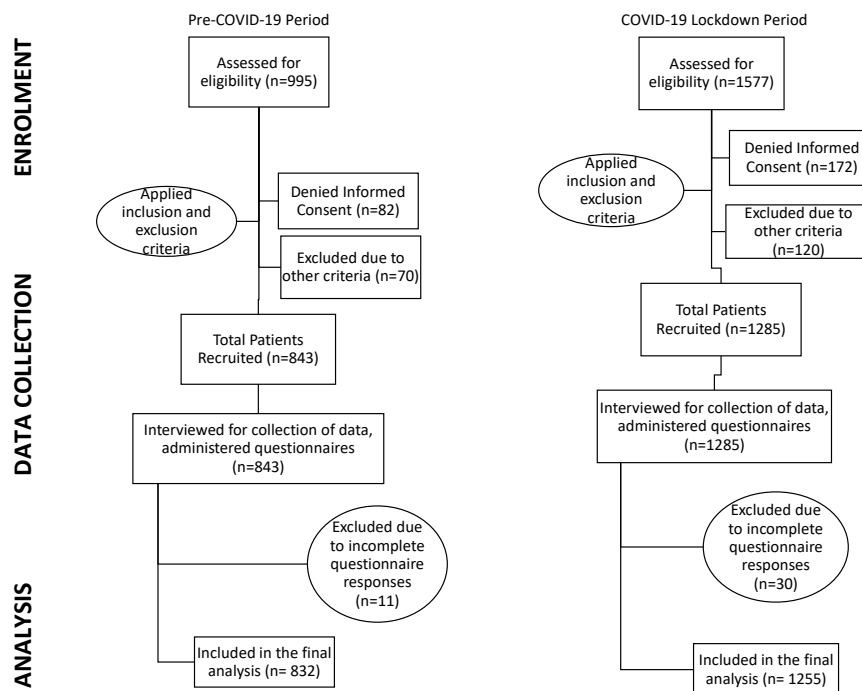 Pre-COVID-19 Period
Assessed for
eligibility (n=995)
Applied
inclusion and
exclusion
criteria
Denied Informed
Consent (n=82)
Excluded due to
other criteria (n=70)
Total Patients
Recruited (n=843)
Interviewed for collection of data,
administered questionnaires
(n=843)
Excluded due
to incomplete
questionnaire
responses
(n=11)
Included in the final
analysis (n= 832)
COVID-19 Lockdown Period
Assessed for
eligibility (n=1577)
Applied
inclusion and
exclusion
criteria
Denied Informed
Consent (n=172)
Excluded due to
other criteria
(n=120)
Total Patients
Recruited (n=1285)
Interviewed for collection of data,
administered questionnaires
(n=1285)
Excluded due
to incomplete
questionnaire
responses
(n=30)
Included in the final
analysis (n= 1255)
ENROLMENT
DATA COLLECTION
ANALYSIS